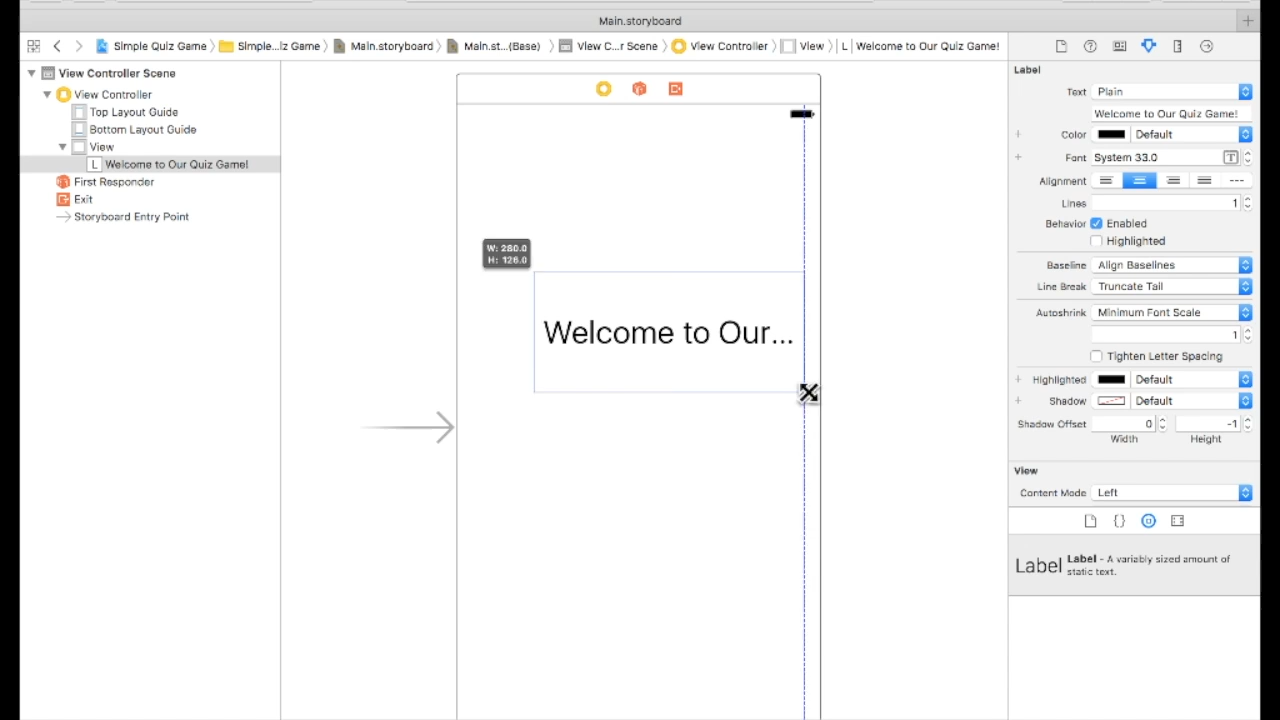 Main.storyboard
Simple Quiz Game
Simple...iz Game
Main.storyboard
Main.st...(Base)
View C...r Scene
View Controller
View
L Welcome to Our Quiz Game!
View Controller Scene
View Controller
Top Layout Guide
Bottom Layout Guide
View
L Welcome to Our Quiz Game!
First Responder
Exit
Storyboard Entry Point
W: 280.0
H: 126.0
Welcome to Our...
Label
Text Plain
Welcome to Our Quiz Game!
Color Default
Font System 33.0 T
Alignment ---
Lines 1
Behavior Enabled
Highlighted
Baseline Align Baselines
Line Break Truncate Tail
Autoshrink Minimum Font Scale
1
Tighten Letter Spacing
Highlighted Default
Shadow Default
Shadow Offset 0 -1
Width Height
View
Content Mode Left
Label Label - A variably sized amount of
static text.